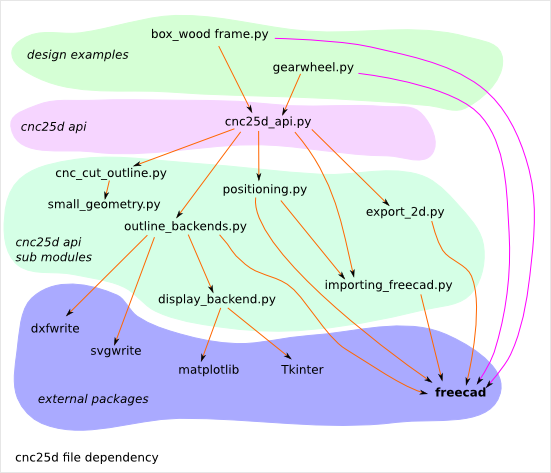 box_wood frame.py
design examples
gearwheel.py
cnc25d api
cnc25d_api.py
cnc_cut_outline.py
positioning.py
small_geometry.py
export_2d.py
outline_backends.py
cnc25d api
sub modules
importing_freecad.py
display_backend.py
dxfwrite
svgwrite
matplotlib
Tkinter
freecad
external packages
cnc25d file dependency